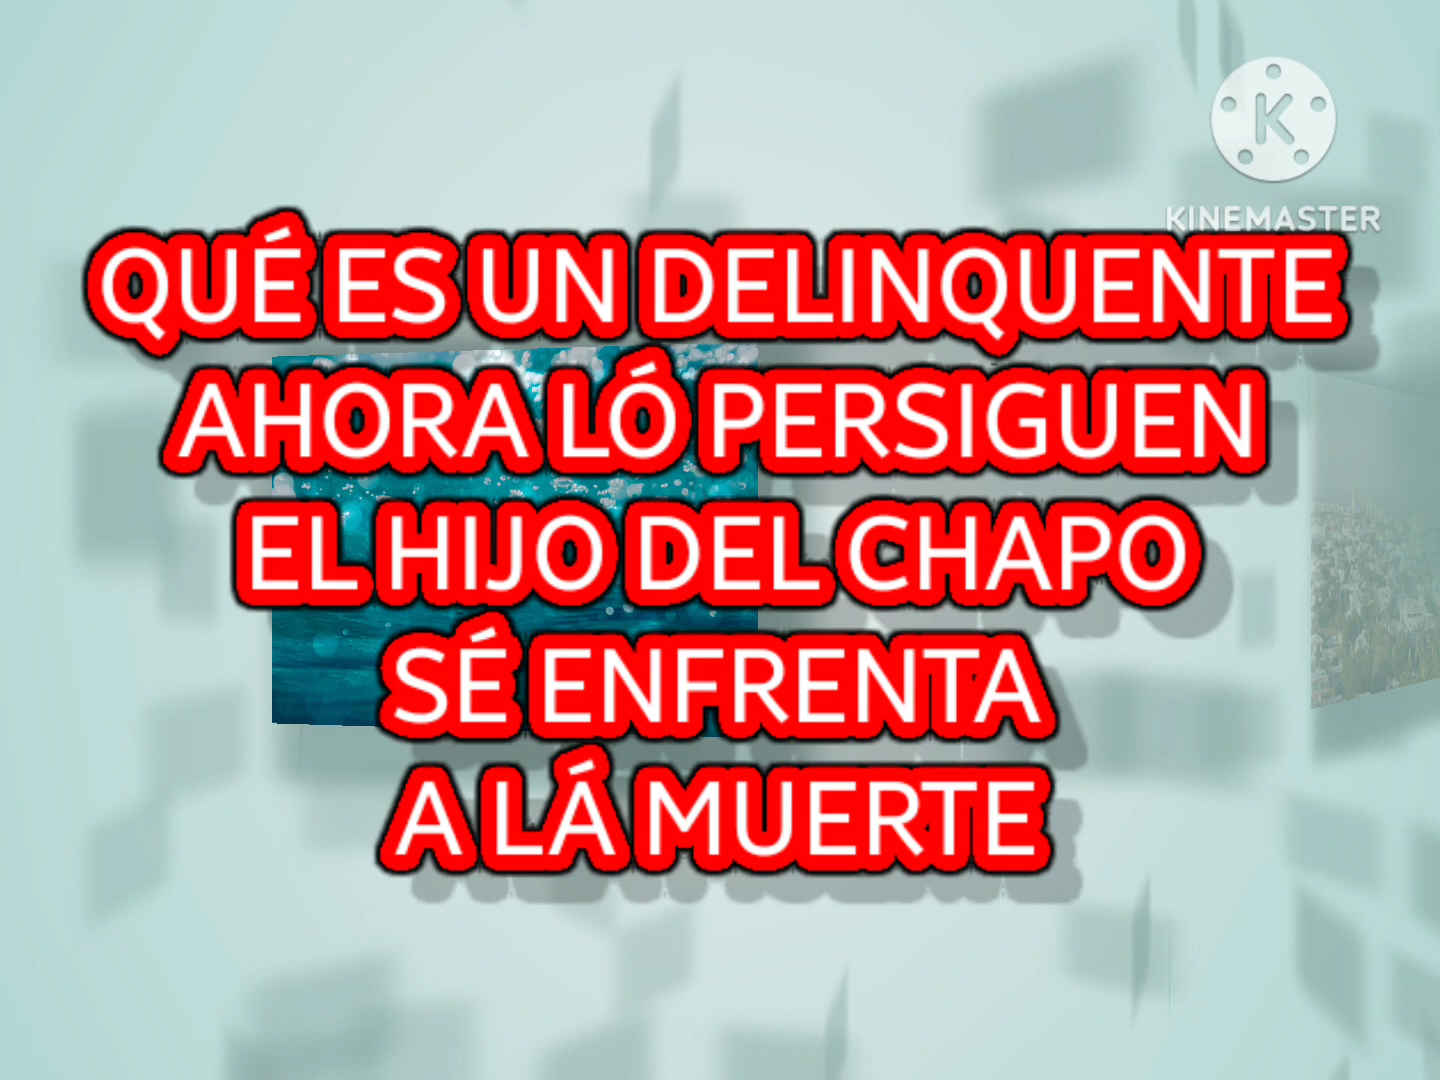 K
KINEMASTER
QUÉ ES UN DELINQUENTE
AHORA LÓ PERSIGUEN
EL HIJO DEL CHAPO
SÉ ENFRENTA
A LÁ MUERTE